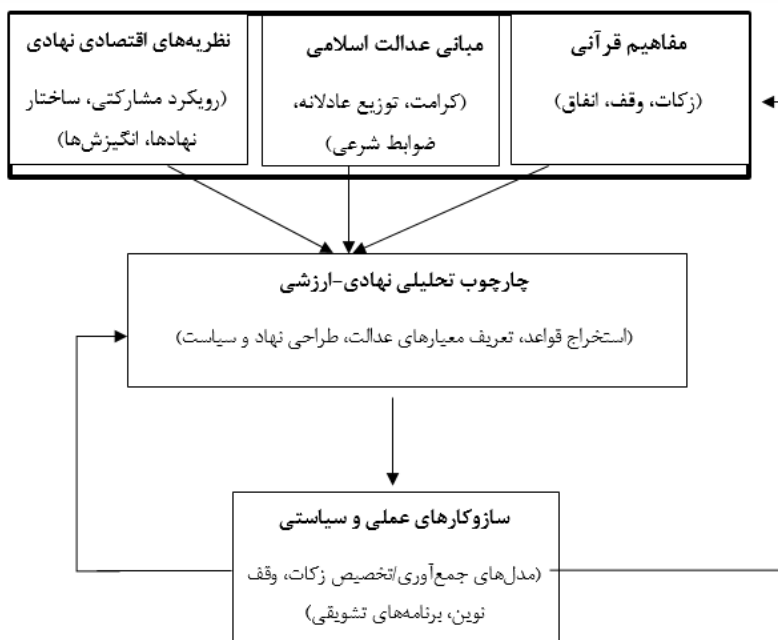 مفاهیم قرآنی
(زکات، وقف، انفاق)
مبانی عدالت اسلامی
(کرامت، توزیع عادلانه،
ضوابط شرعی)
نظریه‌های اقتصادی نهادی
(رویکرد مشارکتی، ساختار
نهادها، انگیزش‌ها)
چارچوب تحلیلی نهادی-ارزشی
(استخراج قواعد، تعریف معیارهای عدالت، طراحی نهاد و سیاست)
سازوکارهای عملی و سیاستی
(مدل‌های جمع‌آوری/تخصیص زکات، وقف
نوین، برنامه‌های تشویقی)